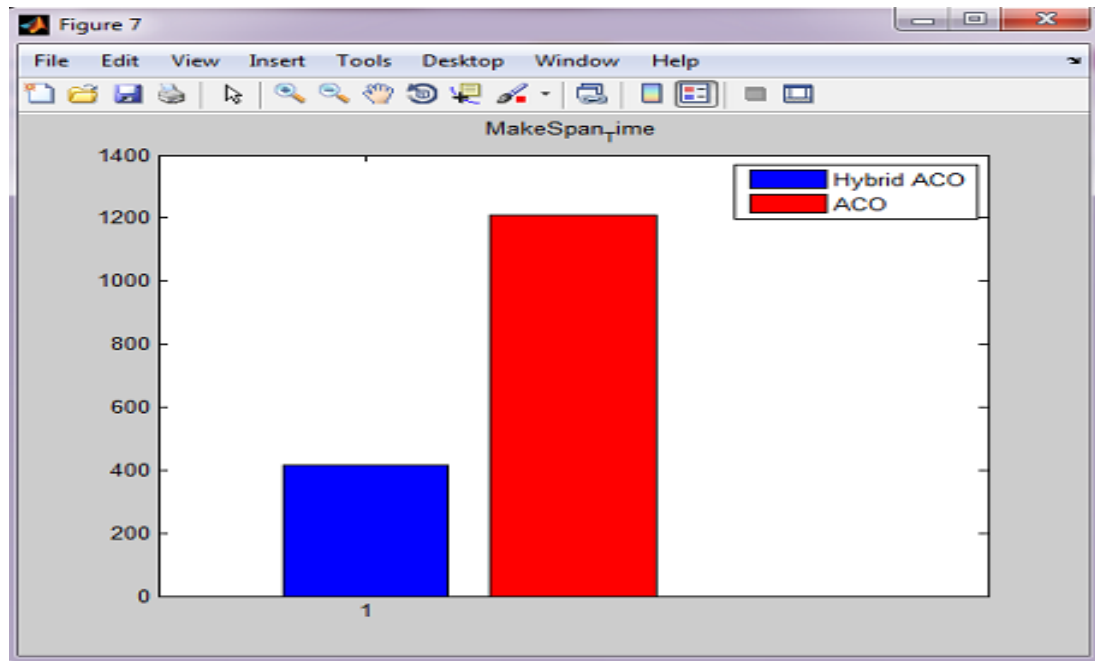 Figure 7
File Edit View Insert Tools Desktop Window Help
MakeSpan_Time
1400
1200
1000
800
600
400
200
0
1
Hybrid ACO
ACO